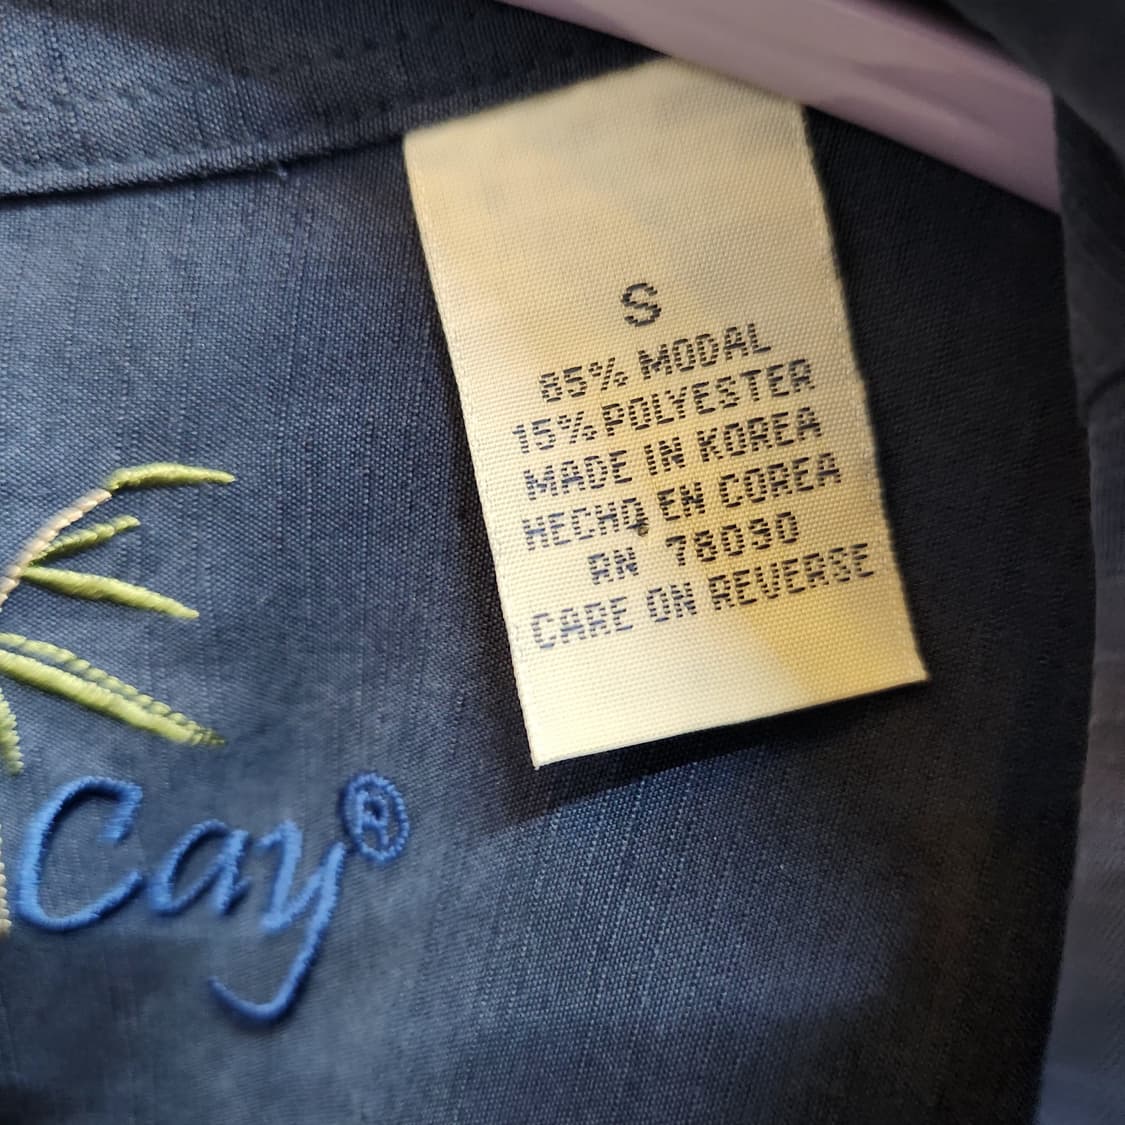 S
85% MODAL
15% POLYESTER
MADE IN KOREA
HECHO EN COREA
RN 78090
CARE ON REVERSE
Cay®